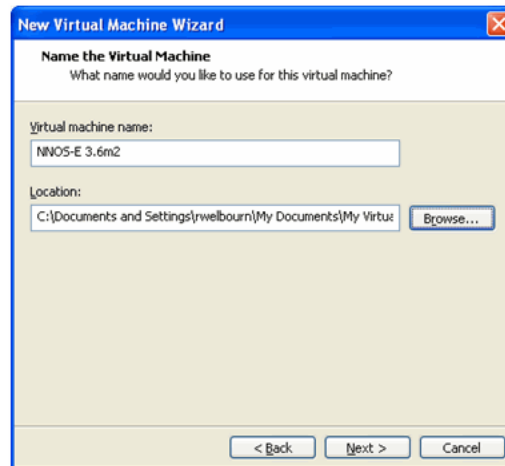 New Virtual Machine Wizard
Name the Virtual Machine
What name would you like to use for this virtual machine?
Virtual machine name:
NNOS-E 3.6m2
Location:
C:\Documents and Settings\rwelbourn\My Documents\My Virtua
Browse...
< Back Next > Cancel